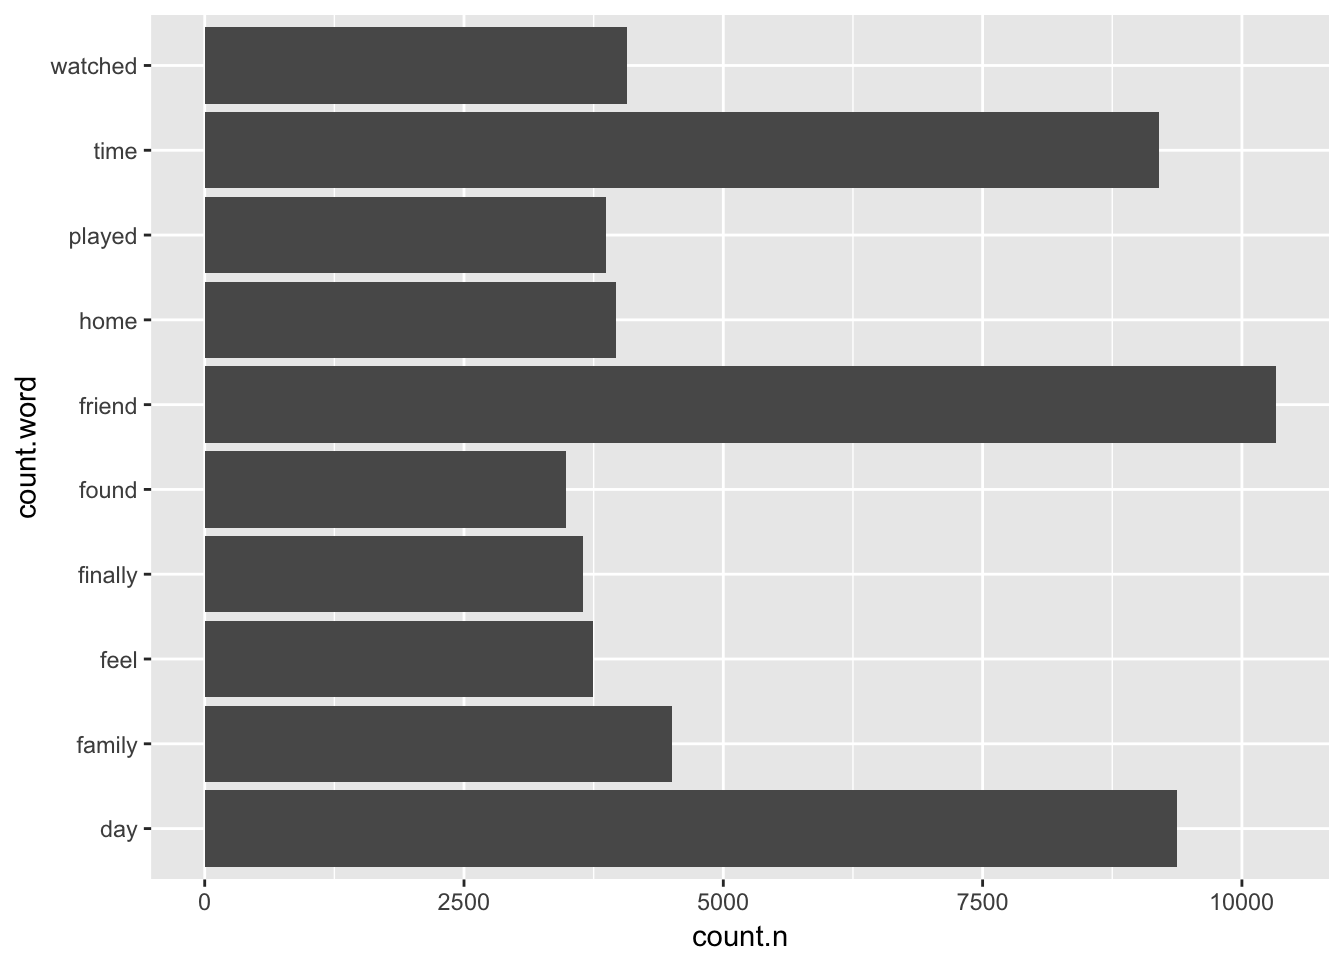 watched
time
played
home
friend
found
finally
feel
family
day
count.word
0 2500 5000 7500 10000
count.n